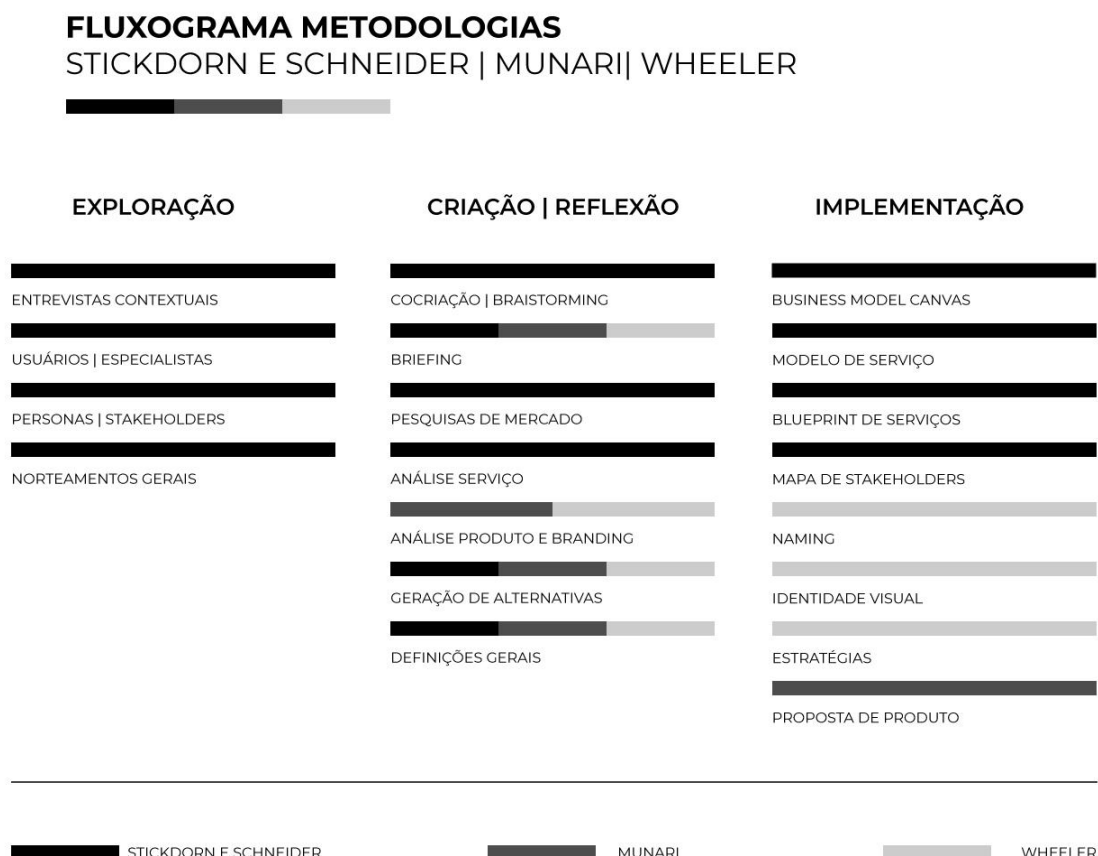 FLUXOGRAMA METODOLOGIAS
STICKDORN E SCHNEIDER | MUNARI| WHEELER
EXPLORAÇÃO
ENTREVISTAS CONTEXTUAIS
USUÁRIOS | ESPECIALISTAS
PERSONAS | STAKEHOLDERS
NORTEAMENTOS GERAIS
CRIAÇÃO | REFLEXÃO
COCRIAÇÃO | BRAISTORMING
BRIEFING
PESQUISAS DE MERCADO
ANÁLISE SERVIÇO
ANÁLISE PRODUTO E BRANDING
GERAÇÃO DE ALTERNATIVAS
DEFINIÇÕES GERAIS
IMPLEMENTAÇÃO
BUSINESS MODEL CANVAS
MODELO DE SERVIÇO
BLUEPRINT DE SERVIÇOS
MAPA DE STAKEHOLDERS
NAMING
IDENTIDADE VISUAL
ESTRATÉGIAS
PROPOSTA DE PRODUTO
STICKDORN E SCHNEIDER
MUNARI
WHEELER